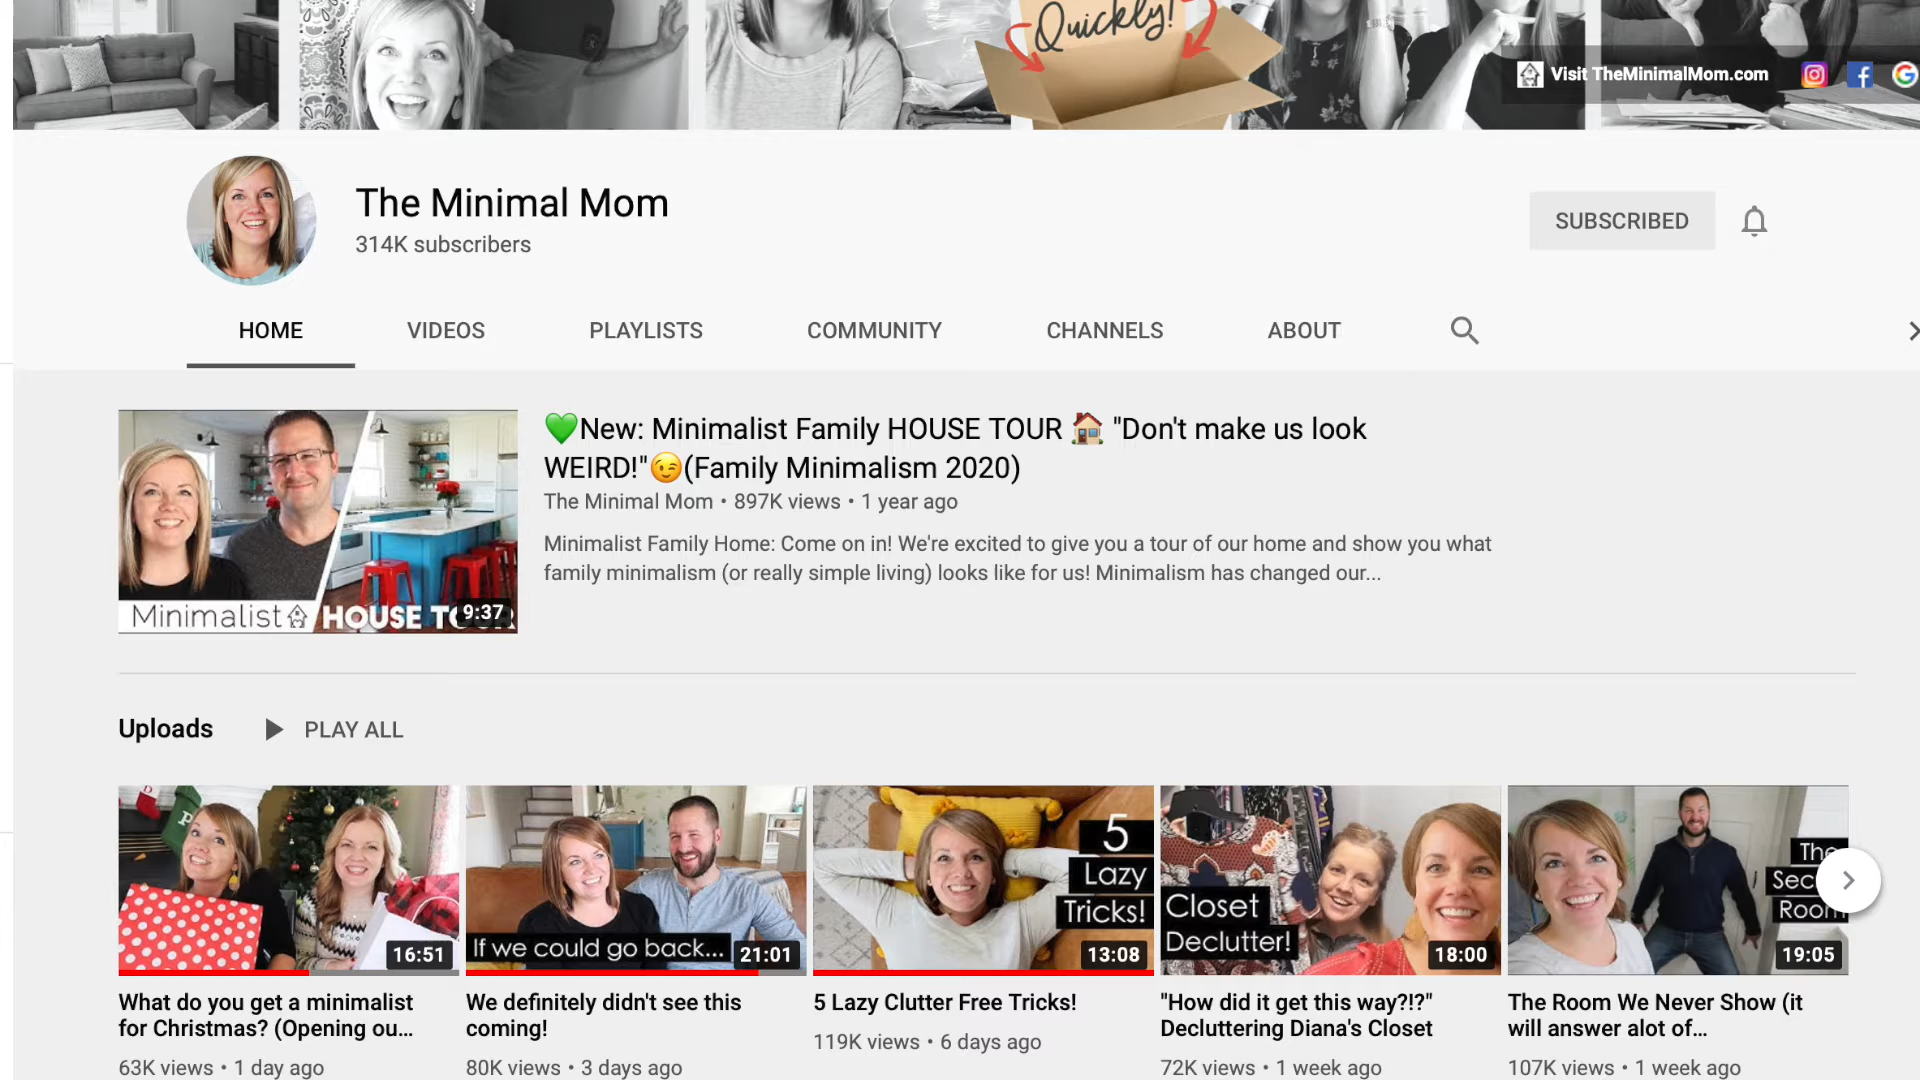 Quickly!
Visit TheMinimalMom.com
The Minimal Mom
314K subscribers
SUBSCRIBED
HOME VIDEOS PLAYLISTS COMMUNITY CHANNELS ABOUT
💚New: Minimalist Family HOUSE TOUR 🏠 "Don't make us look
WEIRD!"😉(Family Minimalism 2020)
The Minimal Mom • 897K views • 1 year ago
Minimalist Family Home: Come on in! We're excited to give you a tour of our home and show you what
family minimalism (or really simple living) looks like for us! Minimalism has changed our...
Minimalist HOUSE
9:37
Uploads PLAY ALL
P
16:51
If we could go back...
21:01
5
Lazy
Tricks!
13:08
Closet
Declutter!
18:00
The
Room
19:05
What do you get a minimalist
for Christmas? (Opening ou...
63K views • 1 day ago
We definitely didn't see this
coming!
80K views • 3 days ago
5 Lazy Clutter Free Tricks!
119K views • 6 days ago
"How did it get this way?!?"
Decluttering Diana's Closet
72K views • 1 week ago
The Room We Never Show (it
will answer alot of...
107K views • 1 week ago